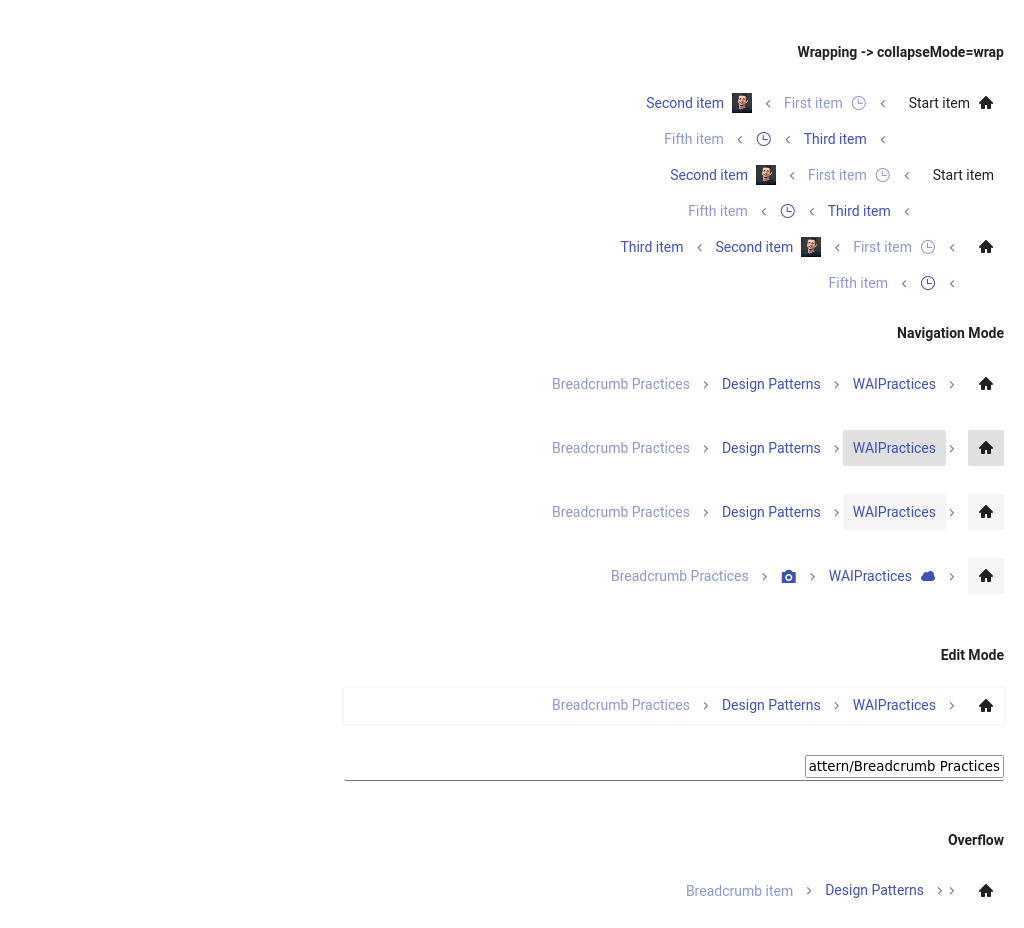 Wrapping -> collapseMode=wrap
Second item First item Start item
Fifth item Third item
Second item First item Start item
Fifth item Third item
Third item Second item First item
Fifth item
Navigation Mode
Breadcrumb Practices Design Patterns WAIPractices
Breadcrumb Practices Design Patterns WAIPractices
Breadcrumb Practices Design Patterns WAIPractices
Breadcrumb Practices WAIPractices
Edit Mode
Breadcrumb Practices Design Patterns WAIPractices
attern/Breadcrumb Practices
Overflow
Breadcrumb item Design Patterns